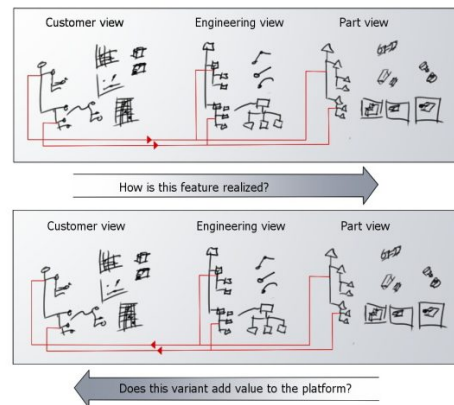 Customer view Engineering view Part view
How is this feature realized?
Customer view Engineering view Part view
Does this variant add value to the platform?